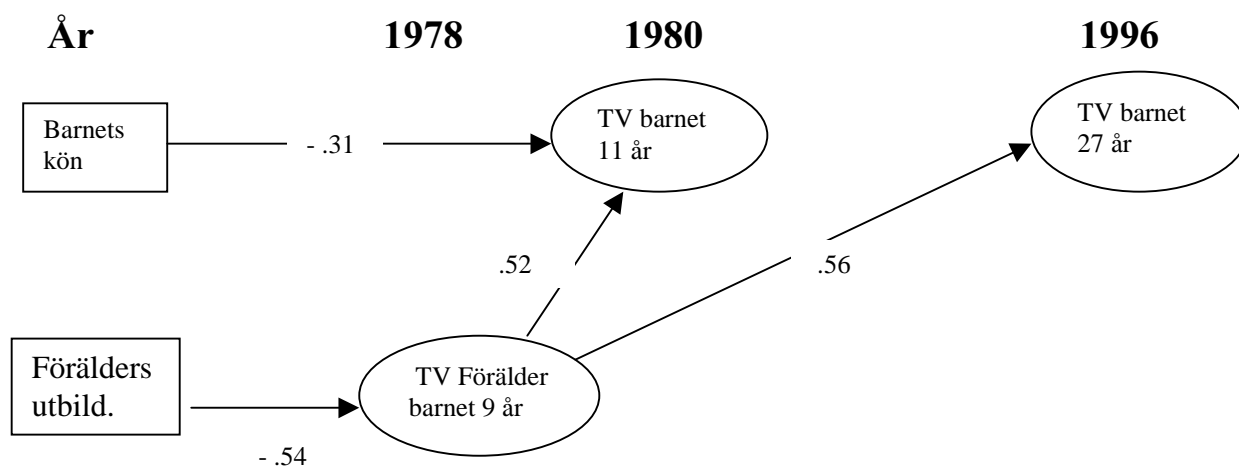 År 1978 1980 1996
Barnets
kön
- .31
TV barnet
11 år
TV barnet
27 år
.52
.56
Förälders
utbild.
- .54
TV Förälder
barnet 9 år